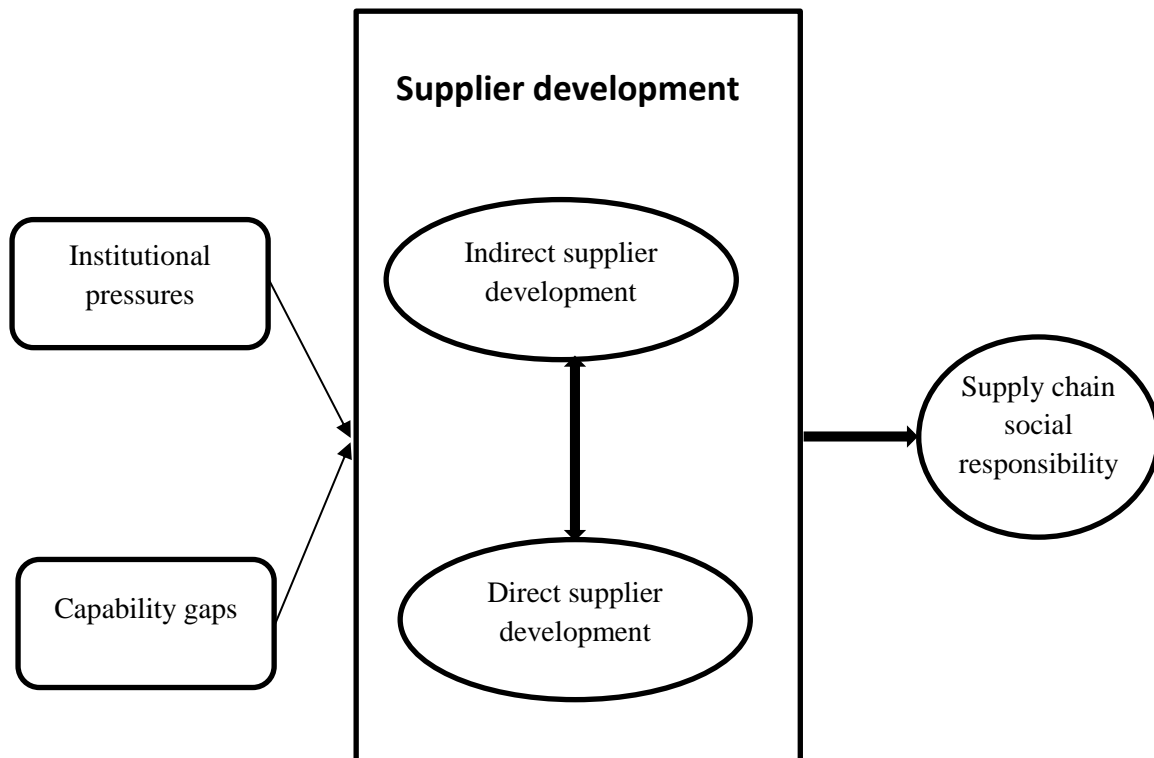 Supplier development
Institutional
pressures
Indirect supplier
development
Supply chain
social
responsibility
Capability gaps
Direct supplier
development